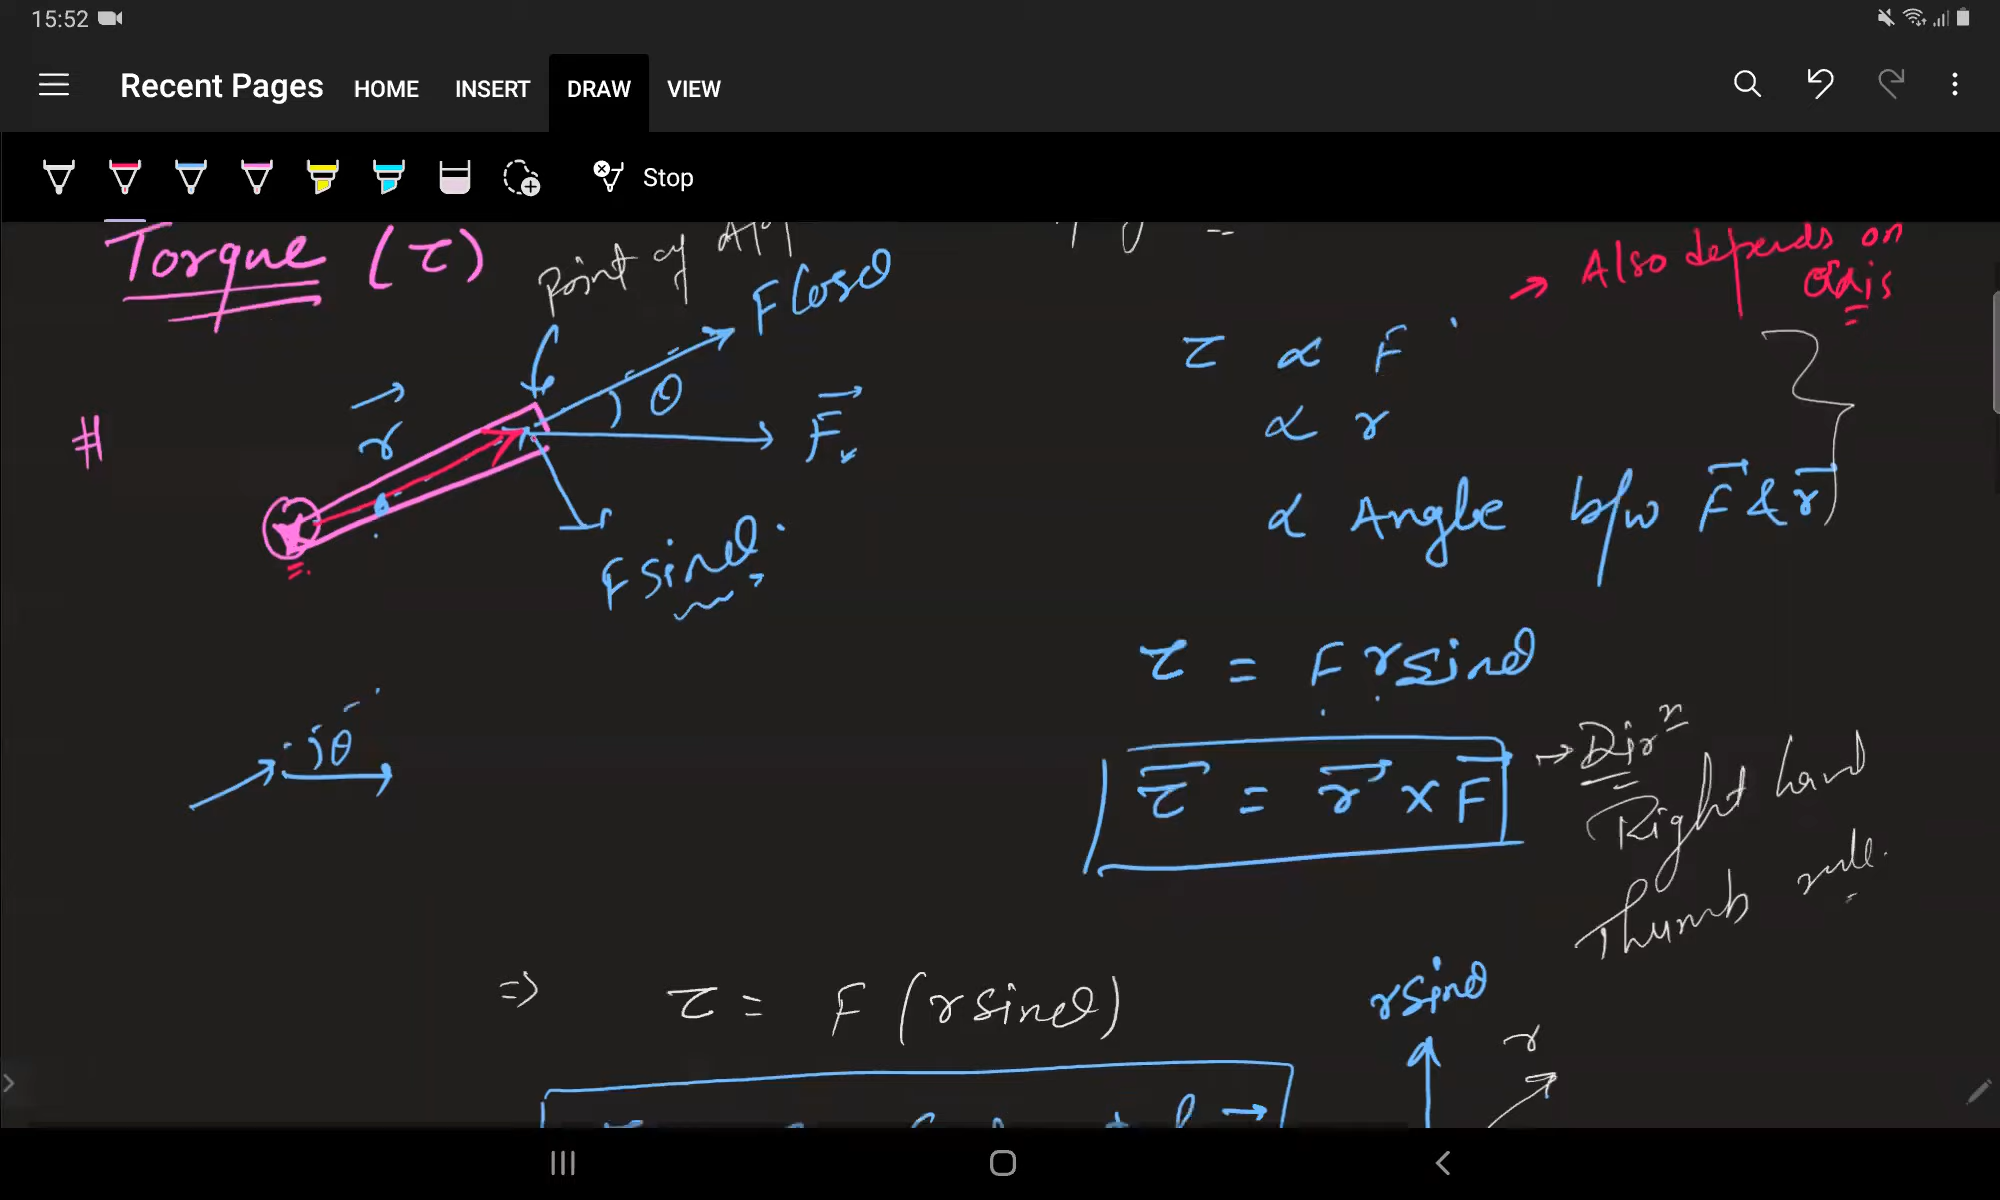 15:52
Recent Pages HOME INSERT DRAW VIEW
Stop
Torque (τ)
Point of
F Cosθ
→ Also depends on
axis
τ ∝ F
θ
r
F
#
∝ r
∝ Angle b/w F & r
F sinθ
τ = F r sinθ
θ
τ = r × F
→ Dirⁿ
Right hand
Thumb rule.
⇒ τ = F (r sinθ)
r sinθ
r